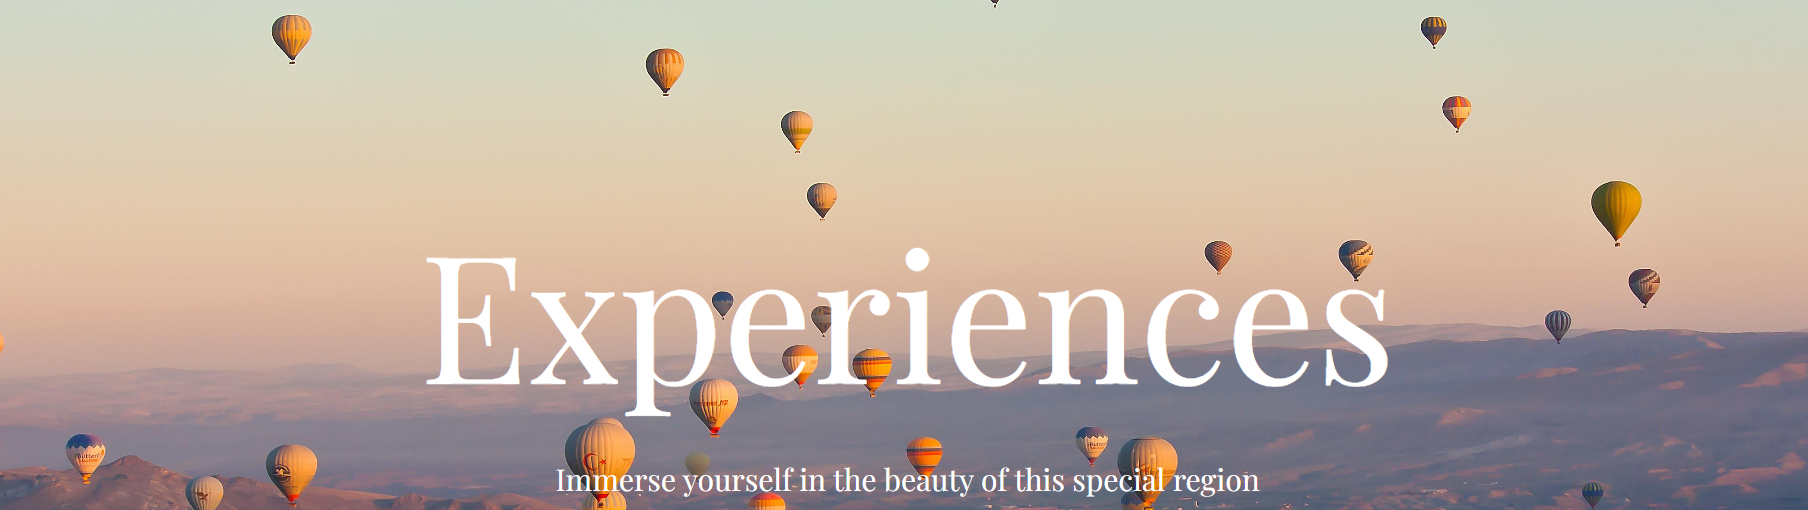 Experiences
Immerse yourself in the beauty of this special region